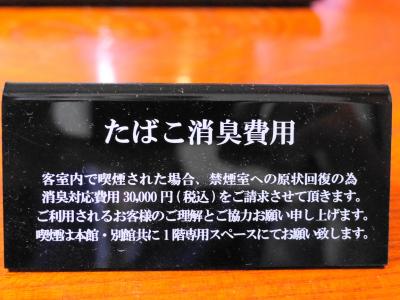 たばこ消臭費用
客室内で喫煙された場合、禁煙室への原状回復の為
消臭対応費用 30,000 円 (税込) をご請求させて頂きます。
ご利用されるお客様のご理解とご協力お願い申し上げます。
喫煙は本館・別館共に 1 階専用スペースにてお願い致します。